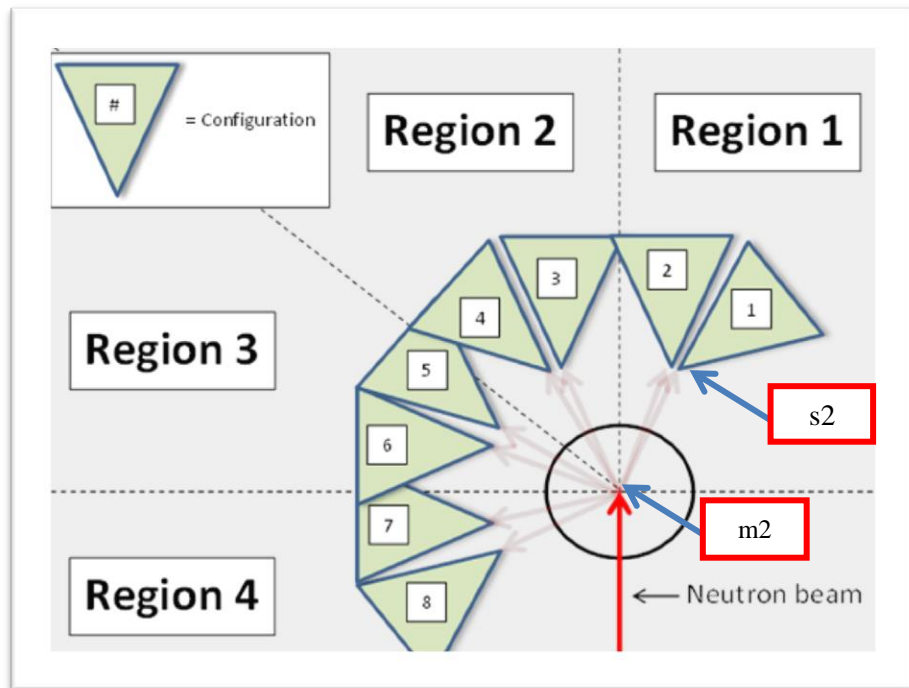 #
= Configuration
Region 2
Region 1
3
2
4
1
Region 3
5
s2
6
m2
7
Region 4
8
Neutron beam